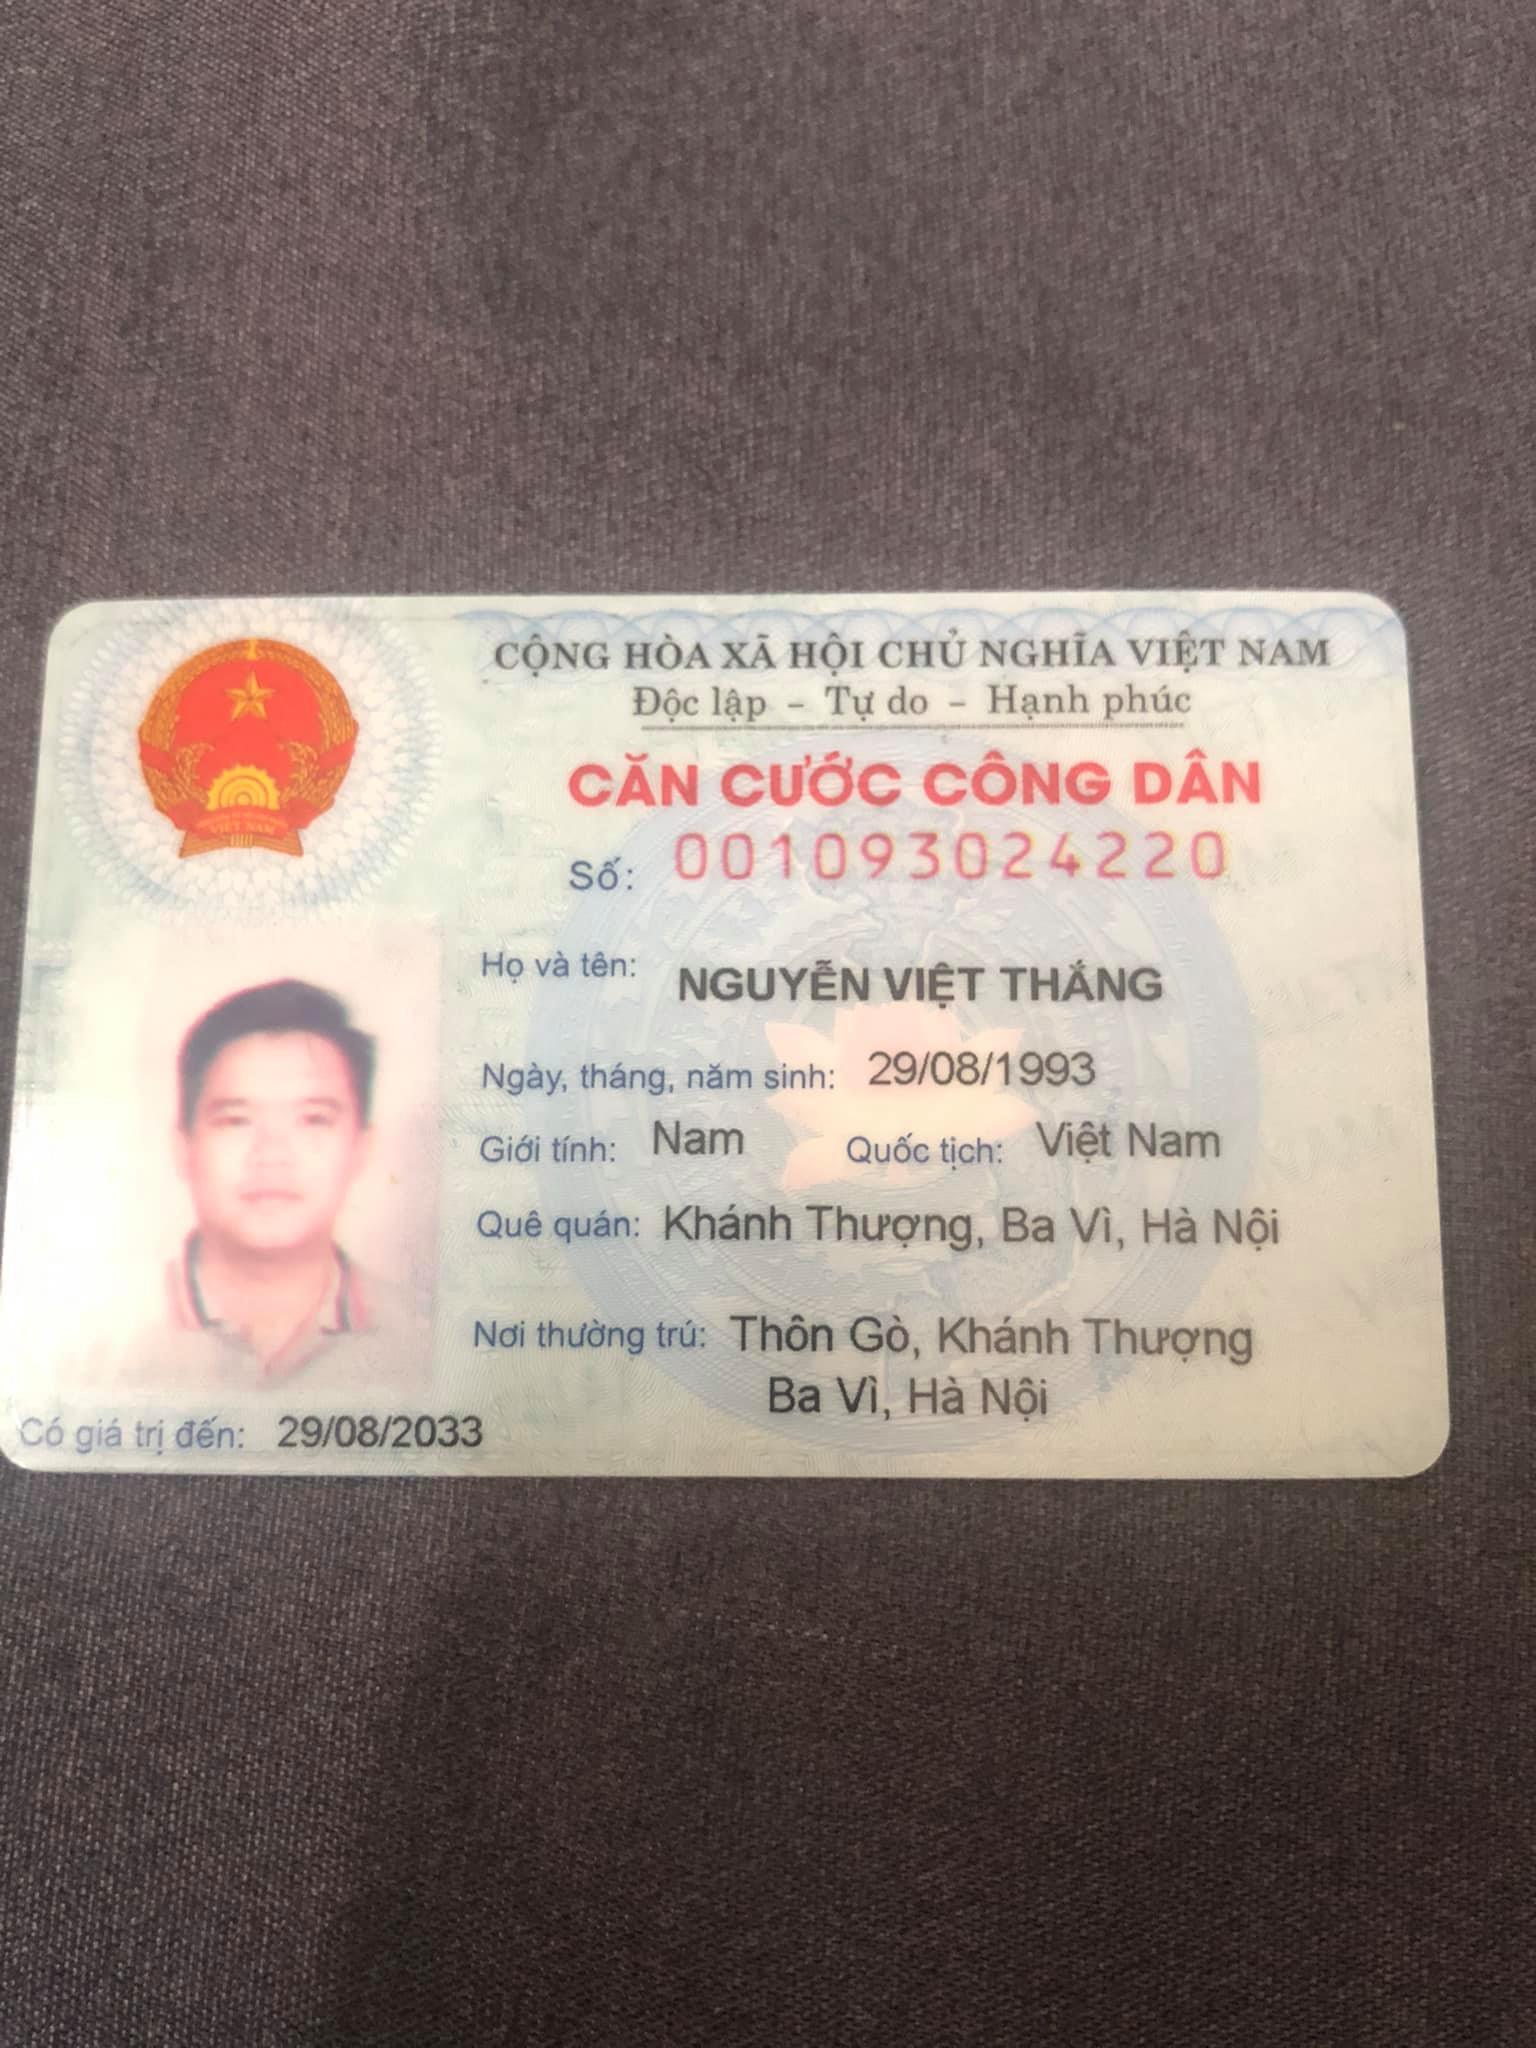 CỘNG HÒA XÃ HỘI CHỦ NGHĨA VIỆT NAM
Độc lập - Tự do - Hạnh phúc
CĂN CƯỚC CÔNG DÂN
Số: 001093024220
Họ và tên: NGUYỄN VIỆT THẮNG
Ngày, tháng, năm sinh: 29/08/1993
Giới tính: Nam Quốc tịch: Việt Nam
Quê quán: Khánh Thượng, Ba Vì, Hà Nội
Nơi thường trú: Thôn Gò, Khánh Thượng
Ba Vì, Hà Nội
Có giá trị đến: 29/08/2033
VIỆT NAM